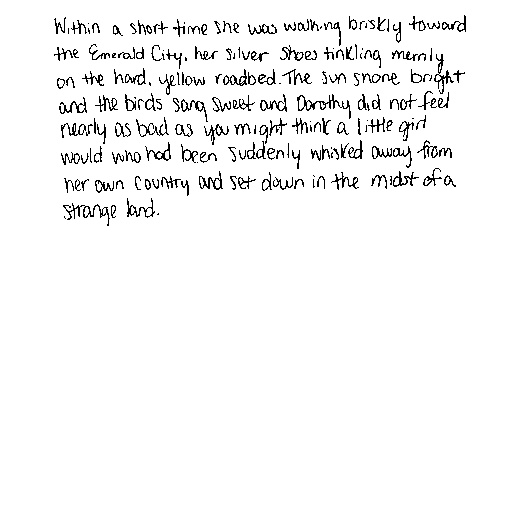 Within a short time she was walking briskly toward
the Emerald City, her Silver Shoes tinkling merrily
on the hard, yellow roadbed. The sun shone bright
and the birds sang sweet and Dorothy did not feel
nearly as bad as you might think a little girl
would who had been suddenly whisked away from
her own country and set down in the midst of a
strange land.